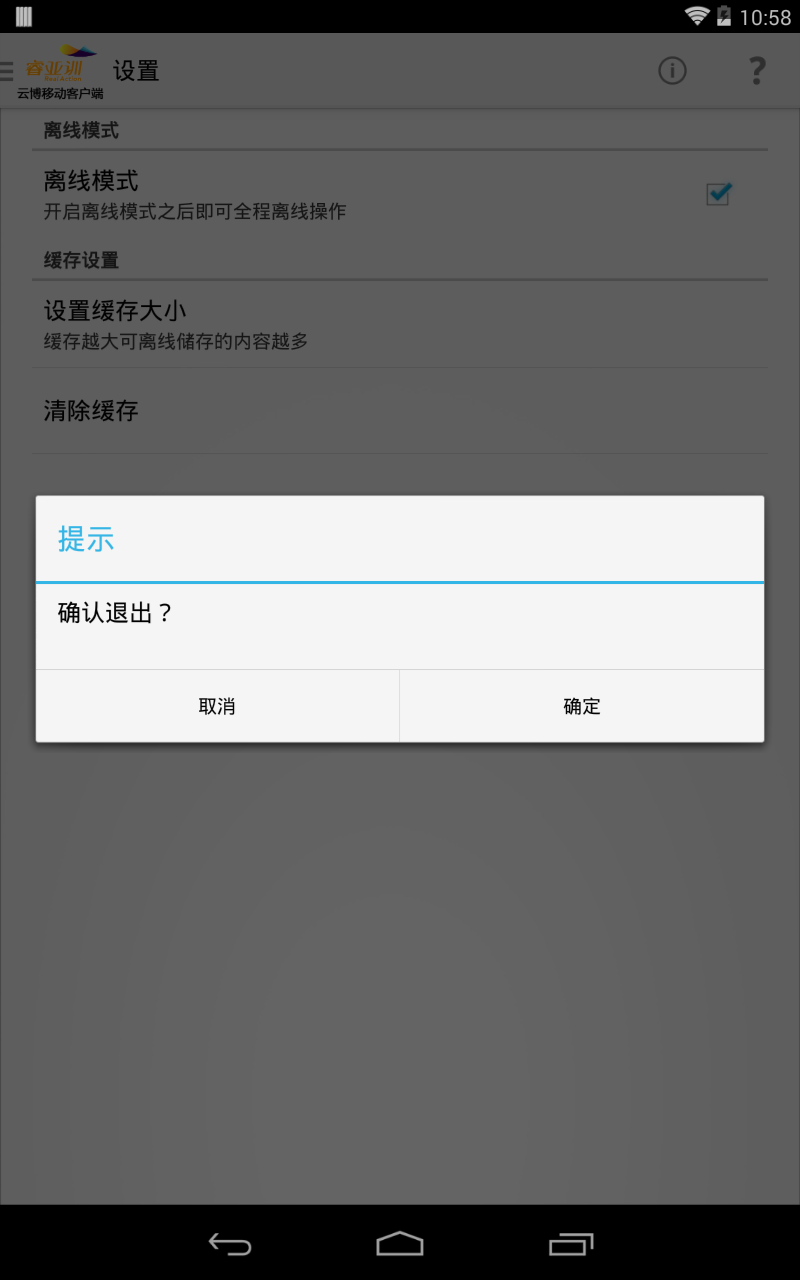 10:58
睿亚训
RealAction
云博移动客户端
设置
离线模式
离线模式
开启离线模式之后即可全程离线操作
缓存设置
设置缓存大小
缓存越大可离线储存的内容越多
清除缓存
提示
确认退出？
取消
确定